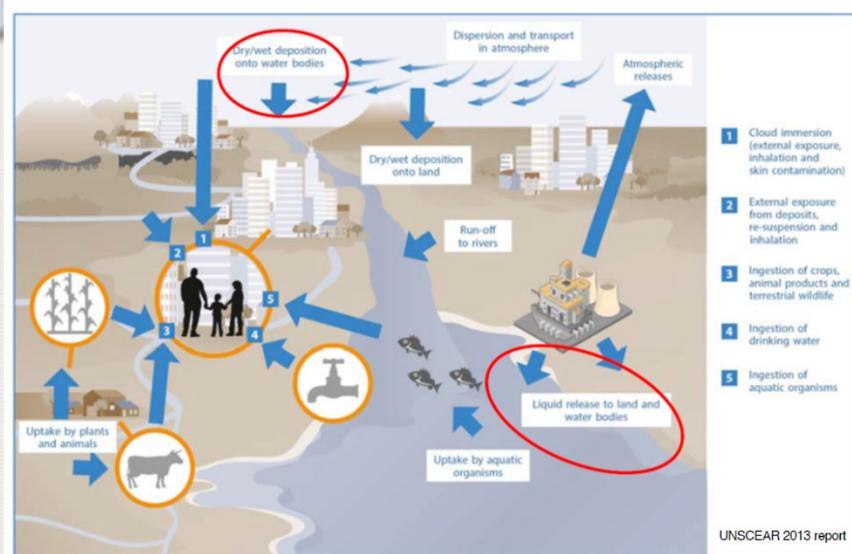 Dry/wet deposition
onto water bodies
Dispersion and transport
in atmosphere
Atmospheric
releases
Dry/wet deposition
onto land
Run-off
to rivers
1
2
3
4
5
Liquid release to land and
water bodies
Uptake by plants
and animals
Uptake by aquatic
organisms
1 Cloud immersion
(external exposure,
inhalation and
skin contamination)
2 External exposure
from deposits,
re-suspension and
inhalation
3 Ingestion of crops,
animal products and
terrestrial wildlife
4 Ingestion of
drinking water
5 Ingestion of
aquatic organisms
UNSCEAR 2013 report